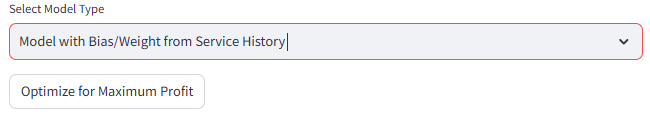 Select Model Type
Model with Bias/Weight from Service History
Optimize for Maximum Profit